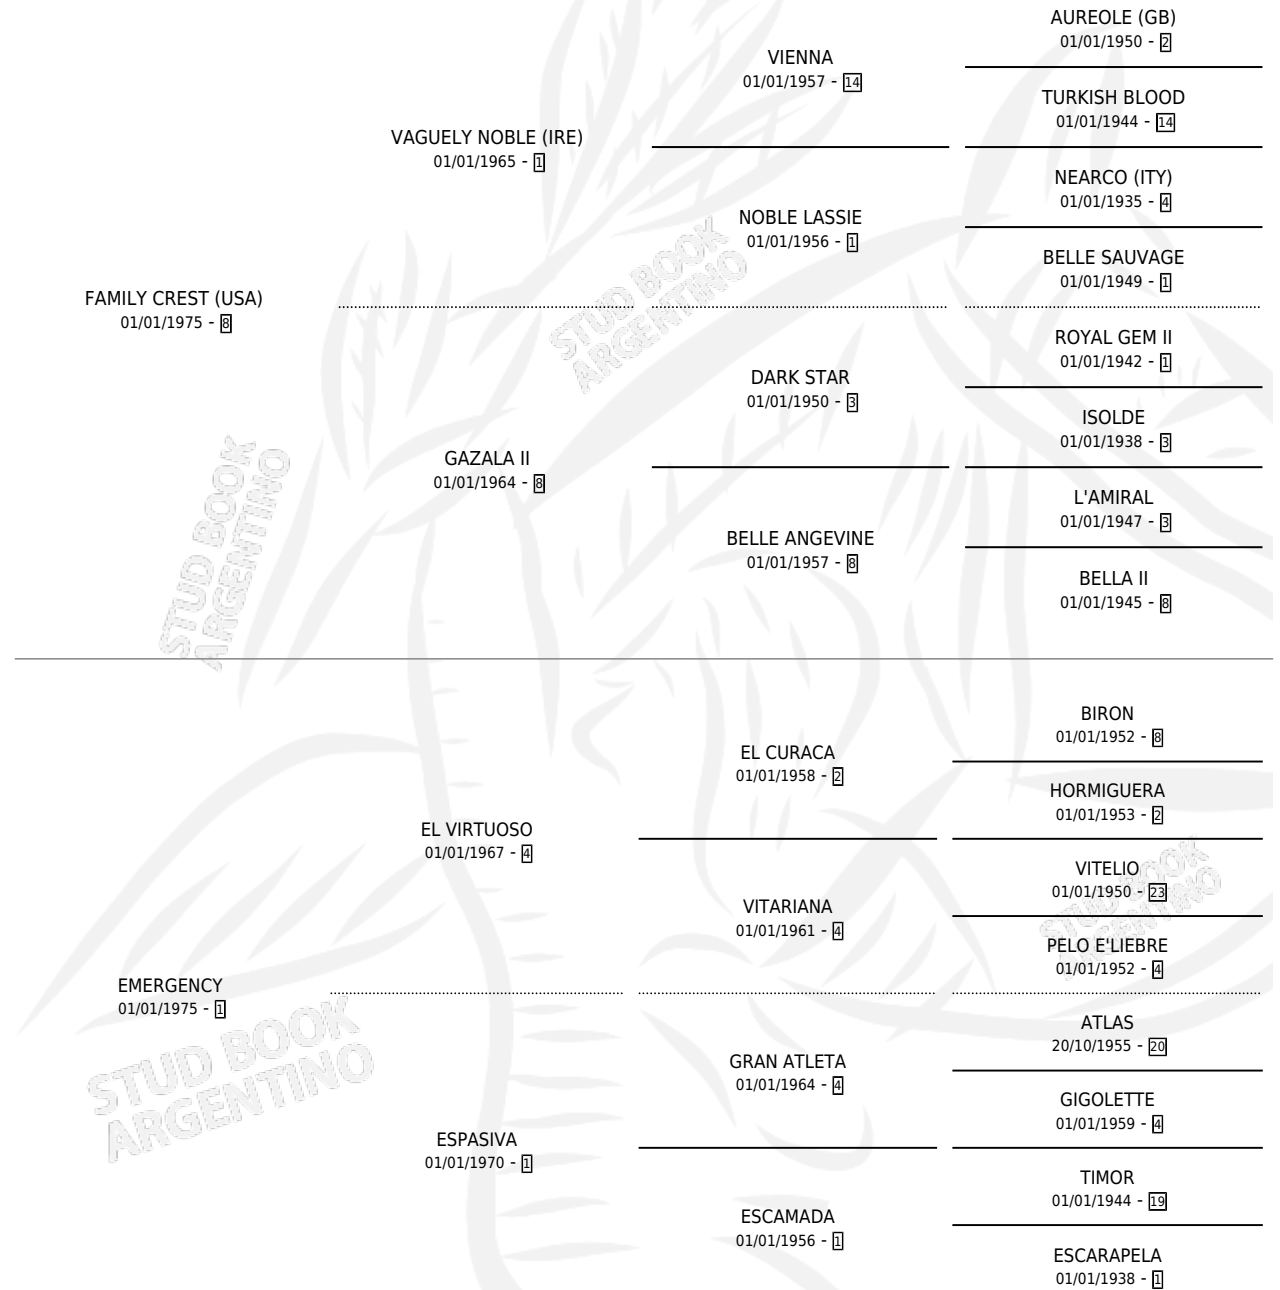 AUREOLE (GB)
01/01/1950 - 2
VIENNA
01/01/1957 - 14
TURKISH BLOOD
01/01/1944 - 14
VAGUELY NOBLE (IRE)
01/01/1965 - 1
NEARCO (ITY)
01/01/1935 - 4
NOBLE LASSIE
01/01/1956 - 1
BELLE SAUVAGE
01/01/1949 - 1
FAMILY CREST (USA)
01/01/1975 - 8
ROYAL GEM II
01/01/1942 - 1
DARK STAR
01/01/1950 - 3
ISOLDE
01/01/1938 - 3
GAZALA II
01/01/1964 - 8
L'AMIRAL
01/01/1947 - 3
BELLE ANGEVINE
01/01/1957 - 8
BELLA II
01/01/1945 - 8
BIRON
01/01/1952 - 8
EL CURACA
01/01/1958 - 2
HORMIGUERA
01/01/1953 - 2
EL VIRTUOSO
01/01/1967 - 4
VITELIO
01/01/1950 - 23
VITARIANA
01/01/1961 - 4
PELO E'LIEBRE
01/01/1952 - 4
EMERGENCY
01/01/1975 - 1
ATLAS
20/10/1955 - 20
GRAN ATLETA
01/01/1964 - 4
GIGOLETTE
01/01/1959 - 4
ESPASIVA
01/01/1970 - 1
TIMOR
01/01/1944 - 19
ESCAMADA
01/01/1956 - 1
ESCARAPELA
01/01/1938 - 1
STUD BOOK
ARGENTINO
STUD BOOK
ARGENTINO
STUD BOOK
ARGENTINO
STUD BOOK
ARGENTINO